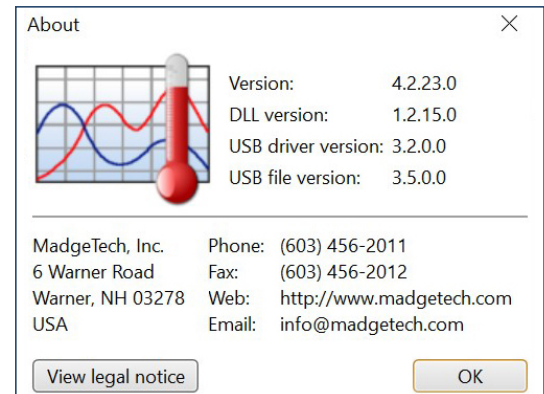 About
Version: 4.2.23.0
DLL version: 1.2.15.0
USB driver version: 3.2.0.0
USB file version: 3.5.0.0
MadgeTech, Inc.
6 Warner Road
Warner, NH 03278
USA
Phone: (603) 456-2011
Fax: (603) 456-2012
Web: http://www.madgetech.com
Email: info@madgetech.com
View legal notice
OK